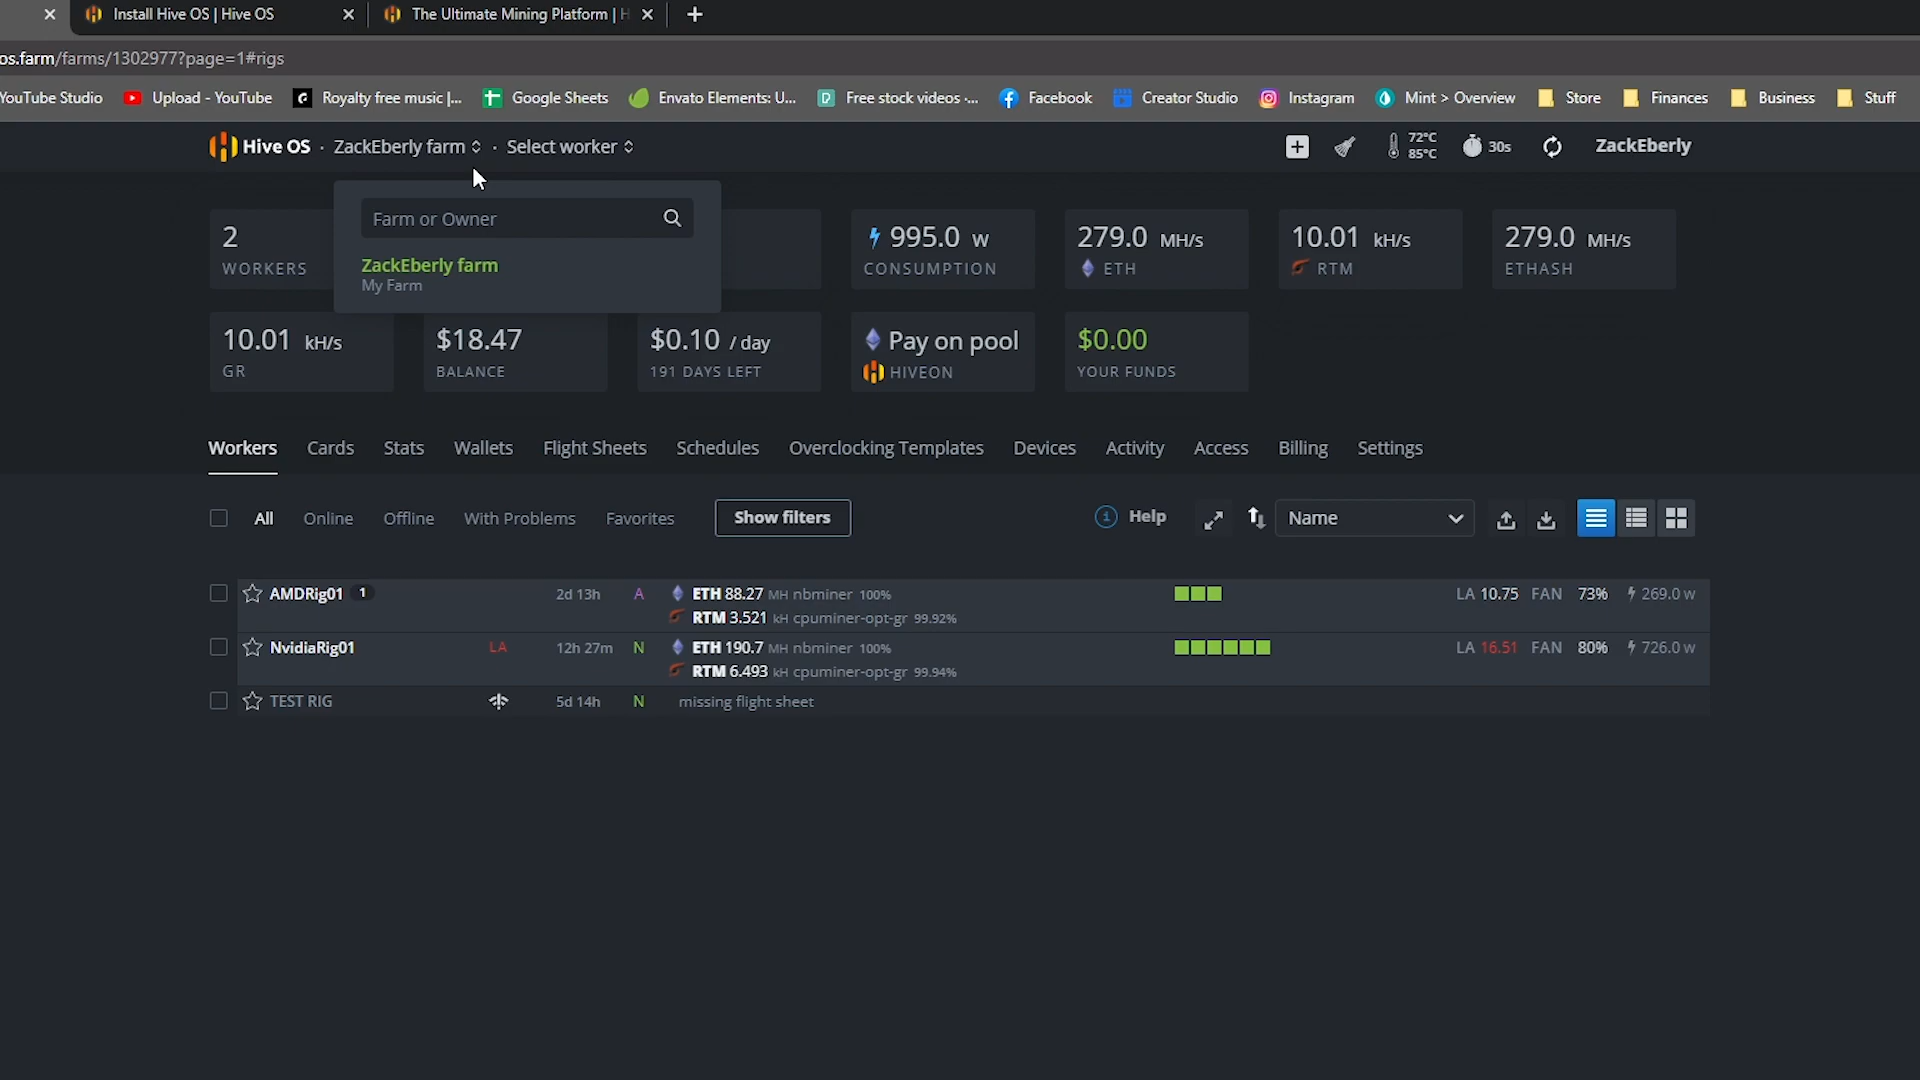 Install Hive OS | Hive OS
The Ultimate Mining Platform | H
os.farm/farms/1302977?page=1#rigs
YouTube Studio
Upload - YouTube
Royalty free music |...
Google Sheets
Envato Elements: U...
Free stock videos -...
Facebook
Creator Studio
Instagram
Mint > Overview
Store
Finances
Business
Stuff
Hive OS · ZackEberly farm · Select worker
72°C
85°C
30s
ZackEberly
Farm or Owner
ZackEberly farm
My Farm
2
WORKERS
995.0 W
CONSUMPTION
279.0 MH/s
ETH
10.01 kH/s
RTM
279.0 MH/s
ETHASH
10.01 kH/s
GR
$18.47
BALANCE
$0.10 / day
191 DAYS LEFT
Pay on pool
HIVEON
$0.00
YOUR FUNDS
Workers Cards Stats Wallets Flight Sheets Schedules Overclocking Templates Devices Activity Access Billing Settings
All Online Offline With Problems Favorites Show filters Help Name
AMDRig01 1 2d 13h A ETH 88.27 MH nbminer 100% LA 10.75 FAN 73% 269.0 w
RTM 3.521 kH cpuminer-opt-gr 99.92%
NvidiaRig01 LA 12h 27m N ETH 190.7 MH nbminer 100% LA 16.51 FAN 80% 726.0 w
RTM 6.493 kH cpuminer-opt-gr 99.94%
TEST RIG 5d 14h N missing flight sheet